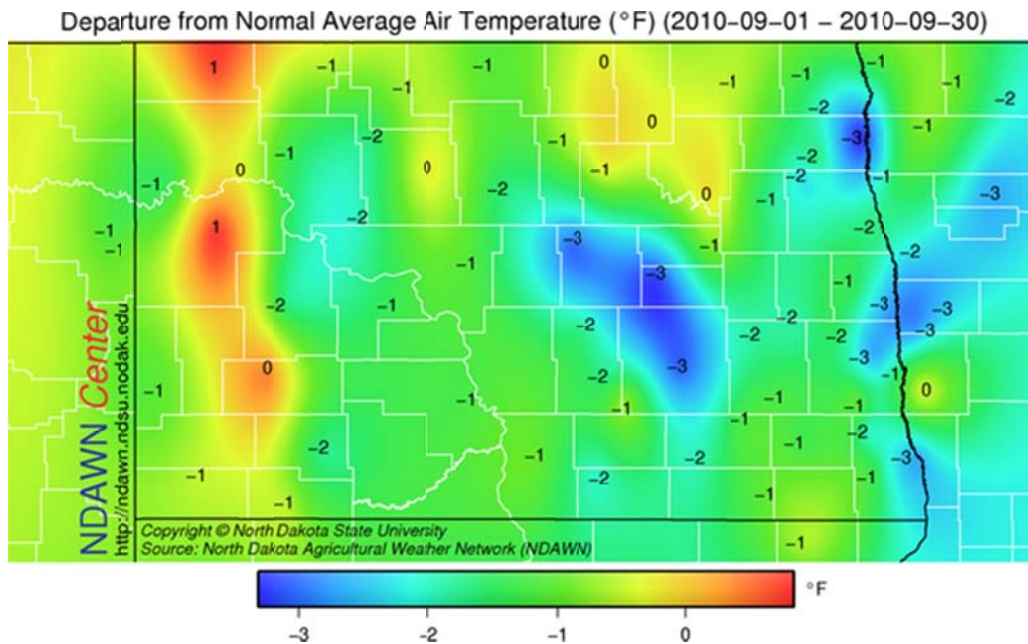 Departure from Normal Average Air Temperature (°F) (2010-09-01 - 2010-09-30)
1 -1 -1 -1 0 -1 -1 -1 -2
-2 -3 -1 0 -1 -2 -1
0 -1 0 -1 -2 -1
-1 -2 -2 0 -1 -2 -3
-1 -1 1 -2 -3 -1 -2 -2
-1 -3 -1
-2 -1 -2 -2 -2 -2 -3 -3 -3
-1 0 -2 -3 -3 -1 0
-1 -1 -1 -1 -1
-2 -1 -2 -1 -2 -3
-1 -1 -2 -1 -1
-1
NDAWN Center
http://ndawn.ndsu.nodak.edu
Copyright © North Dakota State University
Source: North Dakota Agricultural Weaher Network (NDAWN)
°F
-3 -2 -1 0